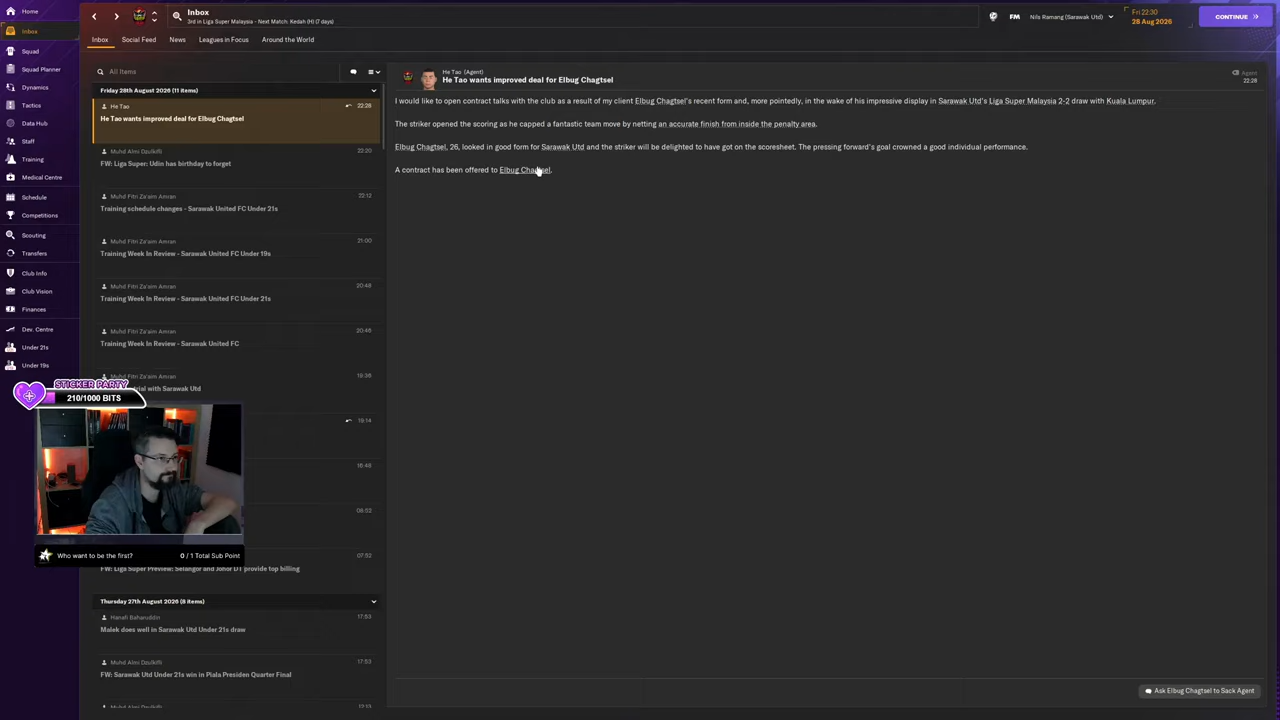 Home
Inbox
Squad
Squad Planner
Dynamics
Tactics
Data Hub
Staff
Training
Medical Centre
Schedule
Competitions
Scouting
Transfers
Club Info
Club Vision
Finances
Dev. Centre
Under 21s
Under 19s
Inbox
3rd in Liga Super Malaysia - Next Match: Kedah (H) (7 days)
FM
Nils Ramang (Sarawak Utd)
Fri 22:30
28 Aug 2026
CONTINUE
Inbox
Social Feed
News
Leagues in Focus
Around the World
All Items
Friday 28th August 2026 (11 items)
He Tao
22:28
He Tao wants improved deal for Elbug Chagtsel
Muhd Almi Dzulkifli
22:20
FW: Liga Super: Udin has birthday to forget
Muhd Fitri Za'aim Amran
22:12
Training schedule changes - Sarawak United FC Under 21s
Muhd Fitri Za'aim Amran
21:00
Training Week In Review - Sarawak United FC Under 19s
Muhd Fitri Za'aim Amran
20:48
Training Week In Review - Sarawak United FC Under 21s
Muhd Fitri Za'aim Amran
20:46
Training Week In Review - Sarawak United FC
Muhd Fitri Za'aim Amran
19:38
trial with Sarawak Utd
19:14
18:46
08:52
07:52
FW: Liga Super Preview: Selangor and Johor DT provide top billing
Thursday 27th August 2026 (8 items)
Hanafi Baharuddin
17:53
Malek does well in Sarawak Utd Under 21s draw
Muhd Almi Dzulkifli
17:53
FW: Sarawak Utd Under 21s win in Piala Presiden Quarter Final
He Tao (Agent)
He Tao wants improved deal for Elbug Chagtsel
Agent
22:28
I would like to open contract talks with the club as a result of my client Elbug Chagtsel's recent form and, more pointedly, in the wake of his impressive display in Sarawak Utd's Liga Super Malaysia 2-2 draw with Kuala Lumpur.
The striker opened the scoring as he capped a fantastic team move by netting an accurate finish from inside the penalty area.
Elbug Chagtsel, 26, looked in good form for Sarawak Utd and the striker will be delighted to have got on the scoresheet. The pressing forward's goal crowned a good individual performance.
A contract has been offered to Elbug Chagtsel.
Ask Elbug Chagtsel to Sack Agent
STICKER PARTY
210/1000 BITS
Who want to be the first?
0 / 1 Total Sub Point